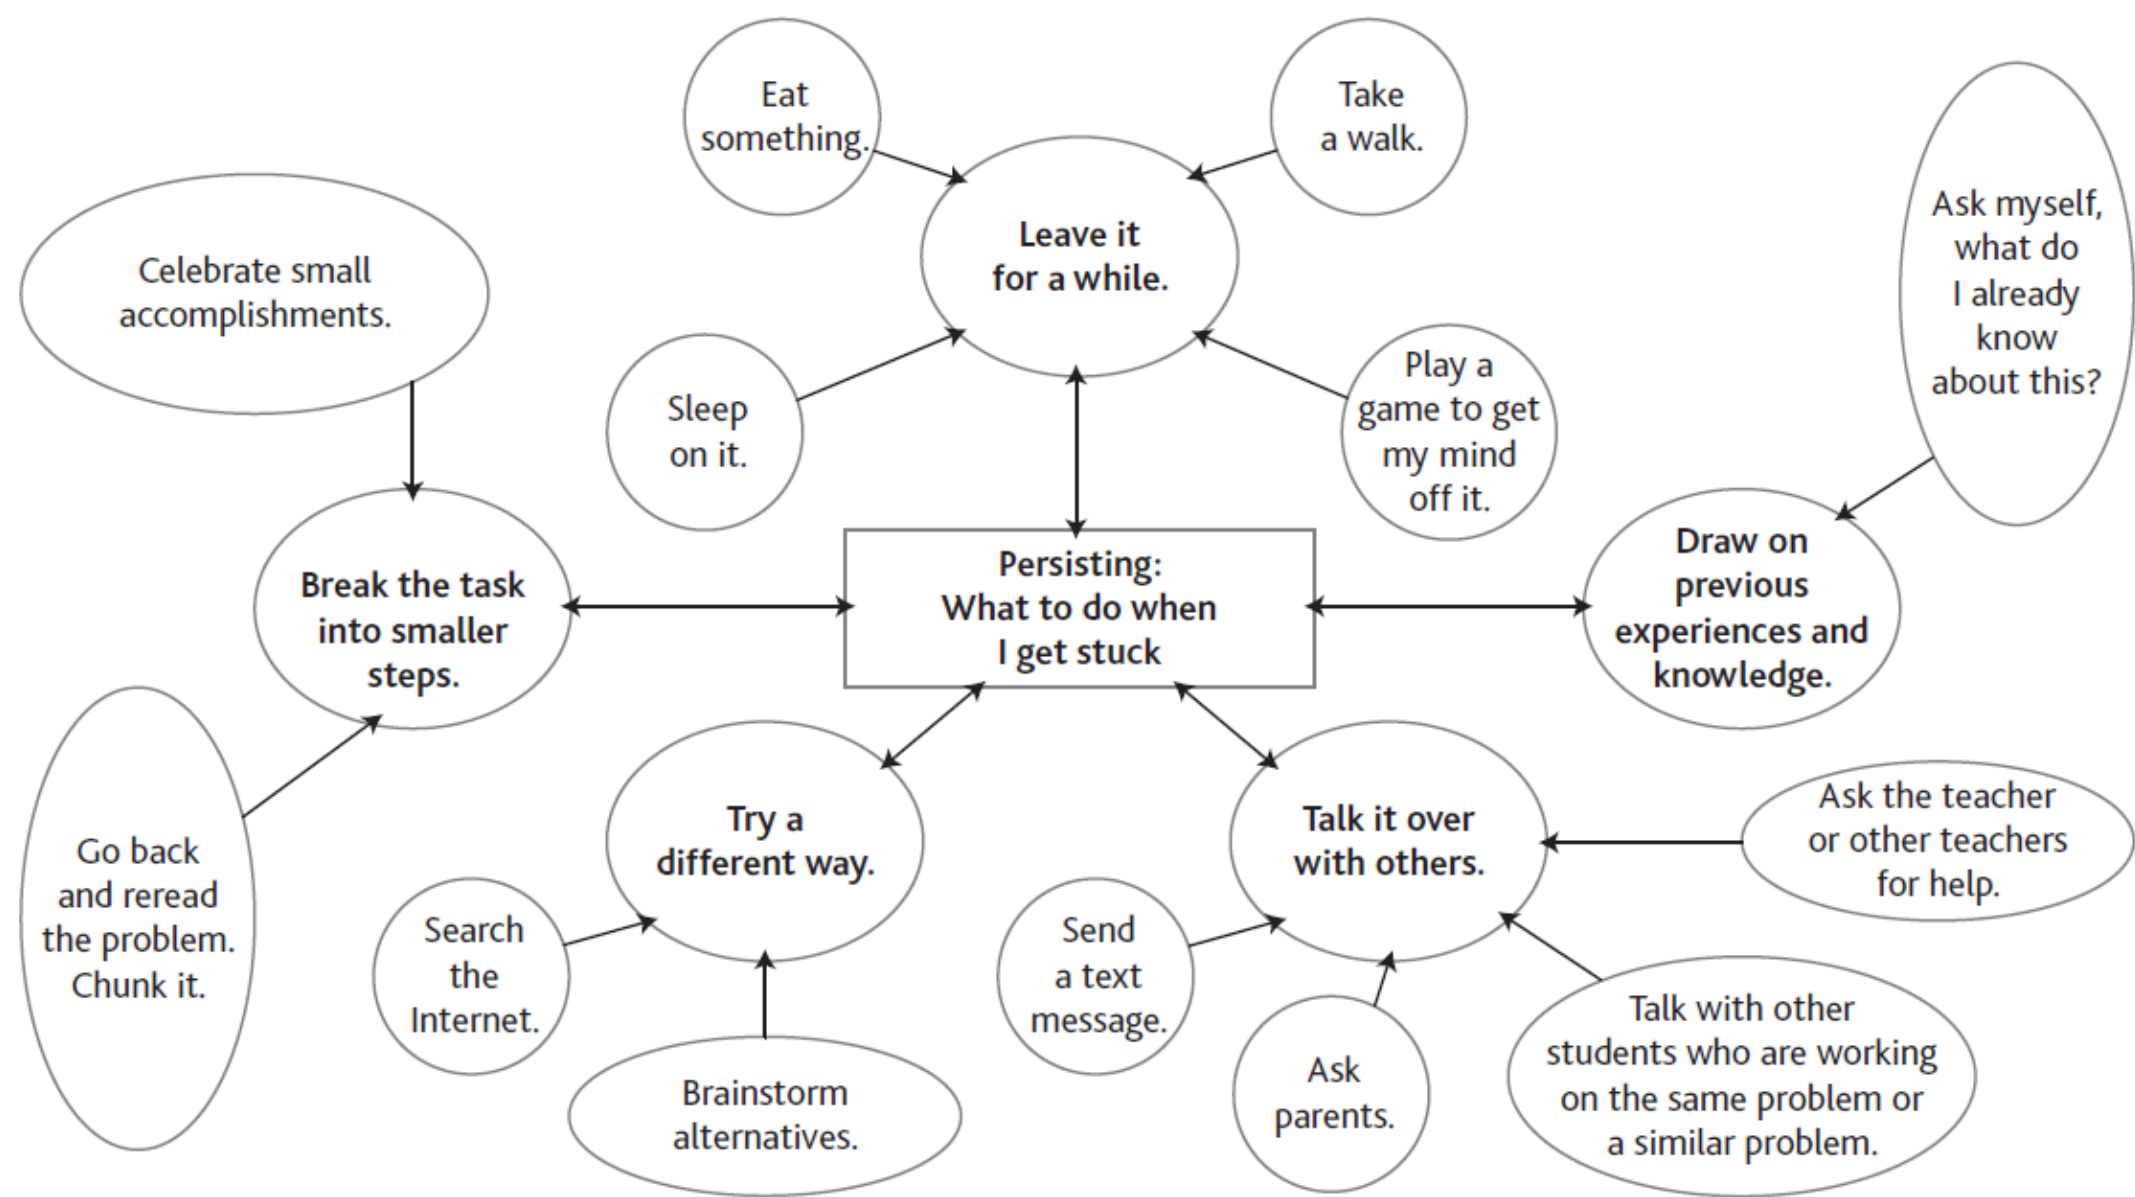 Eat
something.
Take
a walk.
Leave it
for a while.
Ask myself,
what do
I already
know
about this?
Celebrate small
accomplishments.
Sleep
on it.
Play a
game to get
my mind
off it.
Persisting:
What to do when
I get stuck
Draw on
previous
experiences and
knowledge.
Break the task
into smaller
steps.
Go back
and reread
the problem.
Chunk it.
Try a
different way.
Talk it over
with others.
Ask the teacher
or other teachers
for help.
Search
the
Internet.
Brainstorm
alternatives.
Send
a text
message.
Ask
parents.
Talk with other
students who are working
on the same problem or
a similar problem.